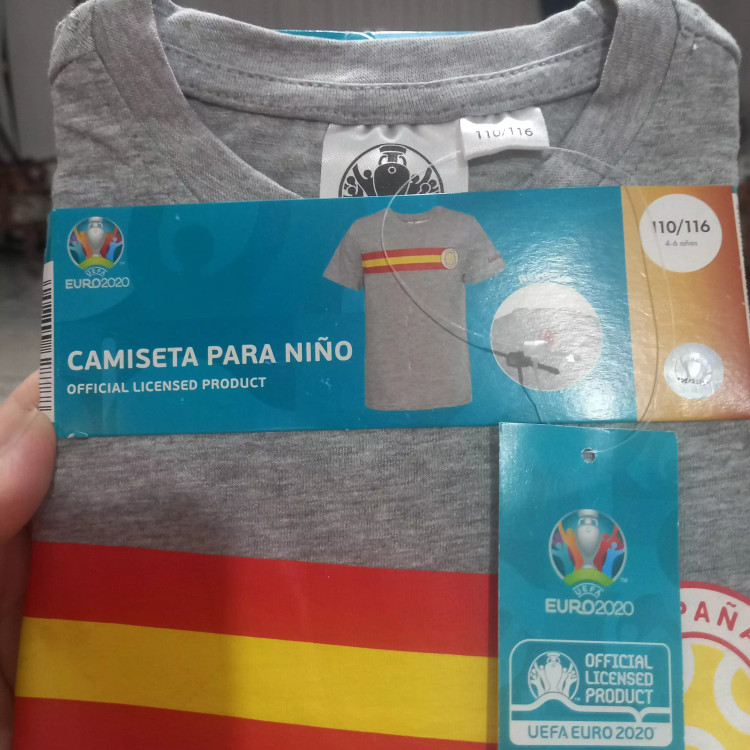 110/116
UEFA
EURO2020
110/116
4-6 años
CAMISETA PARA NIÑO
OFFICIAL LICENSED PRODUCT
UEFA
EURO2020
OFFICIAL
LICENSED
PRODUCT
UEFA EURO 2020
PAÑA